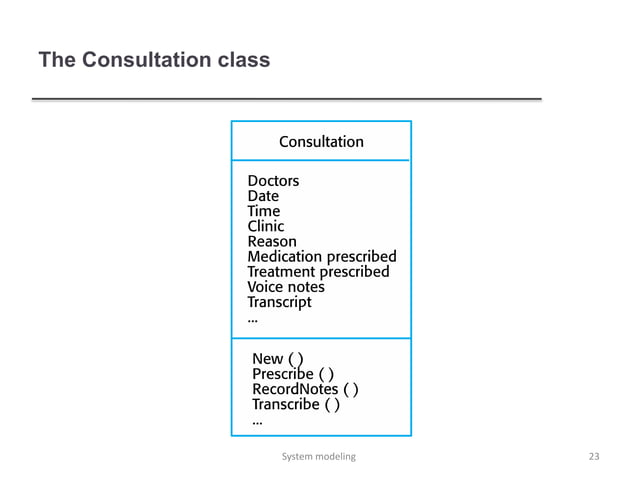 The Consultation class
Consultation
Doctors
Date
Time
Clinic
Reason
Medication prescribed
Treatment prescribed
Voice notes
Transcript
...
New ( )
Prescribe ( )
RecordNotes ( )
Transcribe ( )
...
System modeling
23